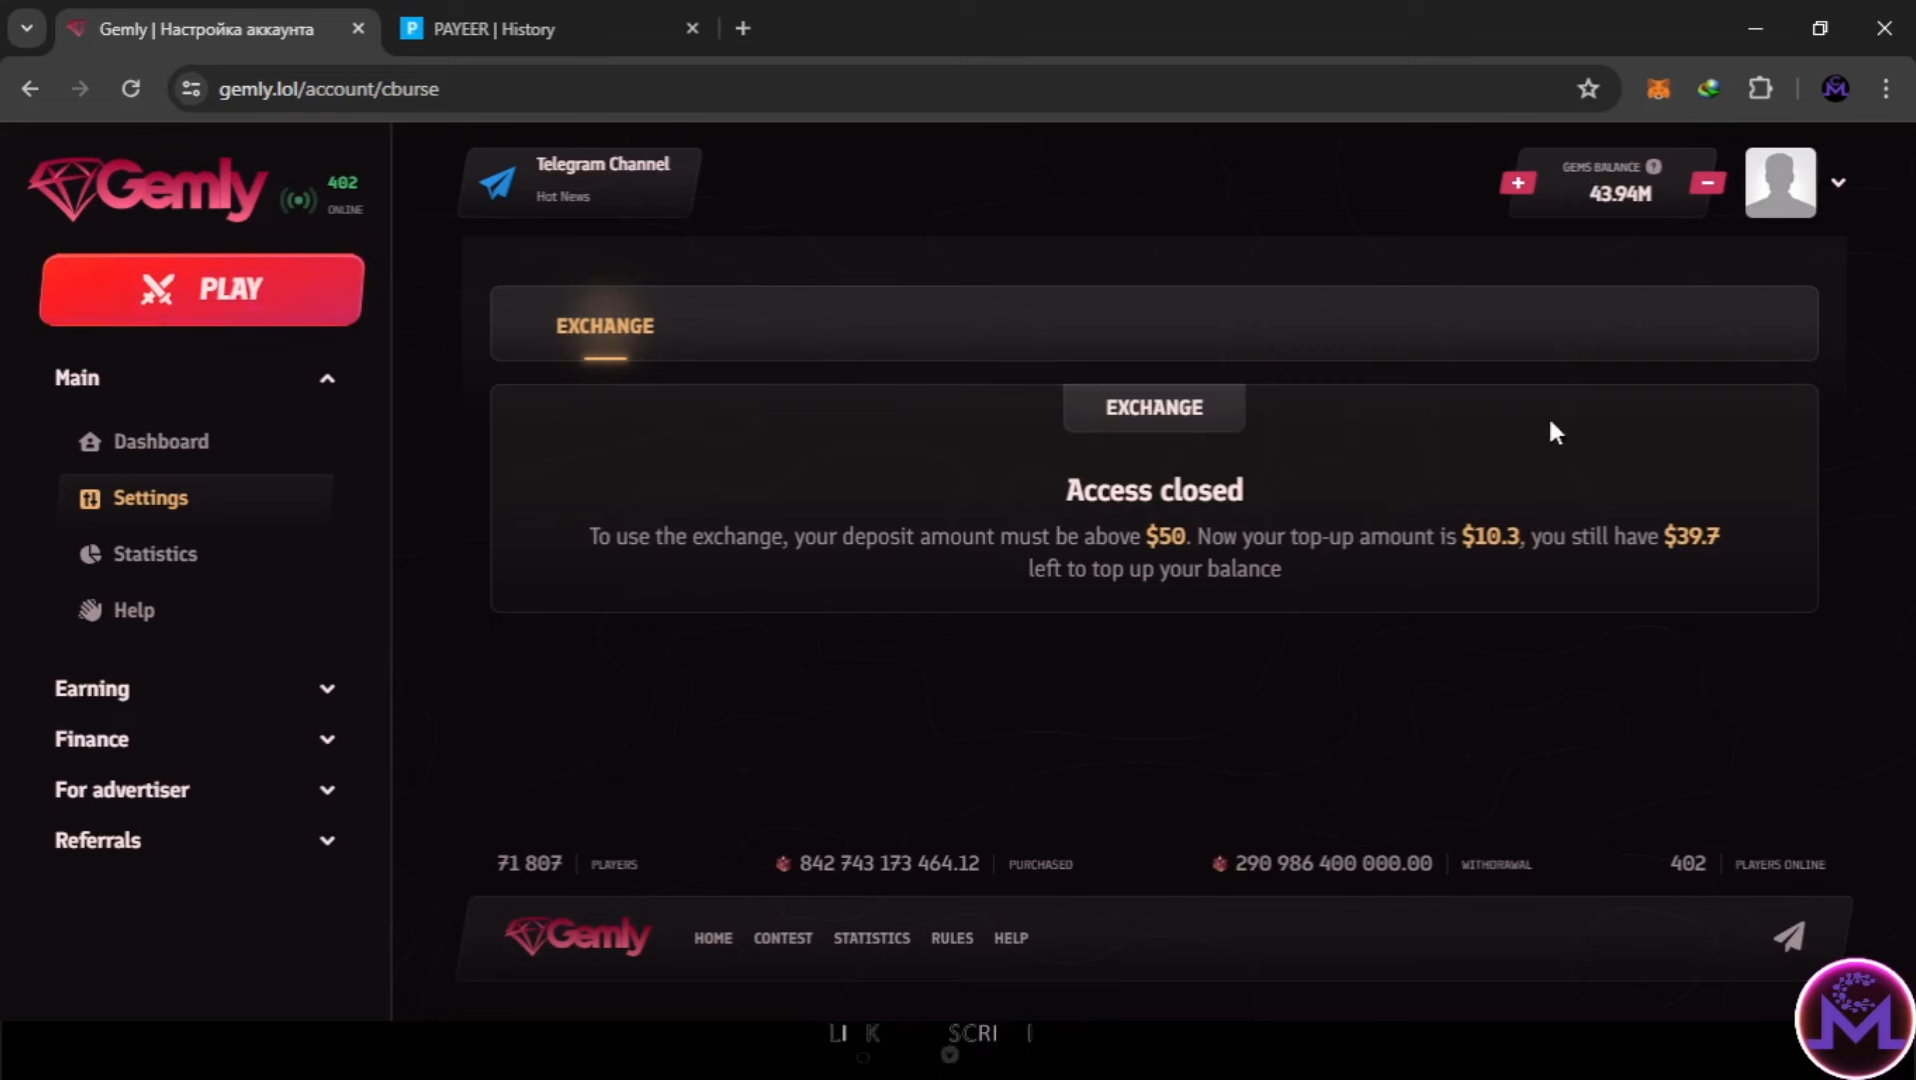 Gemly | Настройка аккаунта
PAYEER | History
gemly.lol/account/cburse
Gemly
402
ONLINE
Telegram Channel
Hot News
GEMS BALANCE ?
43.94M
PLAY
Main
Dashboard
Settings
Statistics
Help
Earning
Finance
For advertiser
Referrals
EXCHANGE
EXCHANGE
Access closed
To use the exchange, your deposit amount must be above $50. Now your top-up amount is $10.3, you still have $39.7
left to top up your balance
71 807 PLAYERS
842 743 173 464.12 PURCHASED
290 986 400 000.00 WITHDRAWAL
402 PLAYERS ONLINE
Gemly
HOME CONTEST STATISTICS RULES HELP